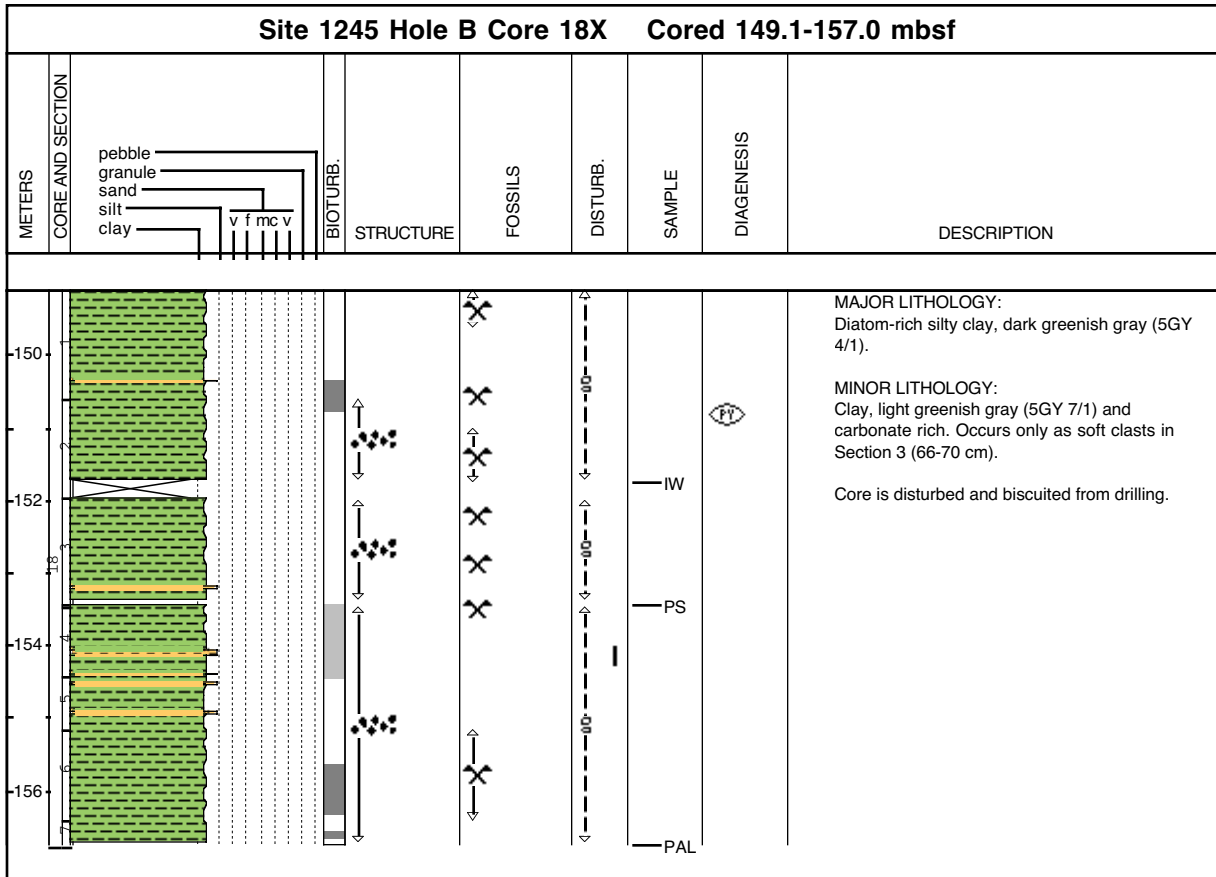 Site 1245 Hole B Core 18X Cored 149.1-157.0 mbsf
METERS
CORE AND SECTION
pebble
granule
sand
silt
clay
v f m c v
BIOTURB.
STRUCTURE
FOSSILS
DISTURB.
SAMPLE
DIAGENESIS
DESCRIPTION
150
152
154
156
18
1
2
3
4
5
6
7
IW
PS
PAL
PY
MAJOR LITHOLOGY:
Diatom-rich silty clay, dark greenish gray (5GY
4/1).
MINOR LITHOLOGY:
Clay, light greenish gray (5GY 7/1) and
carbonate rich. Occurs only as soft clasts in
Section 3 (66-70 cm).
Core is disturbed and biscuited from drilling.